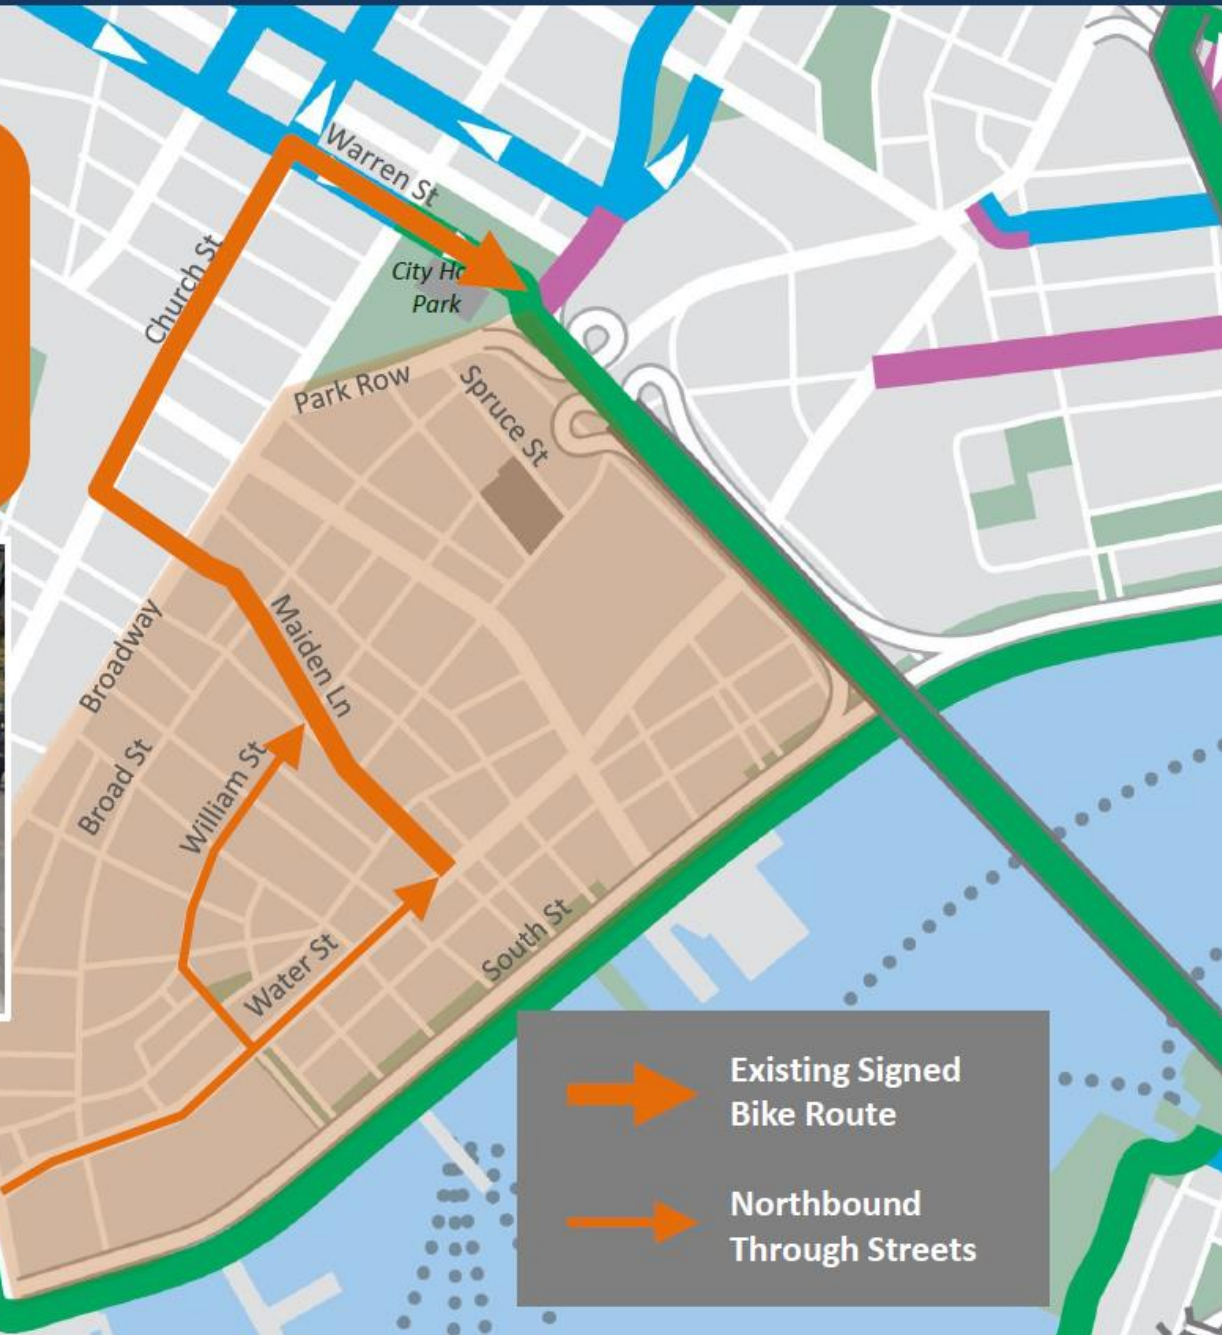 Warren St
Church St
City H
Park
Park Row
Spruce St
Maiden Ln
Broadway
Broad St
William St
Water St
South St
Existing Signed
Bike Route
Northbound
Through Streets